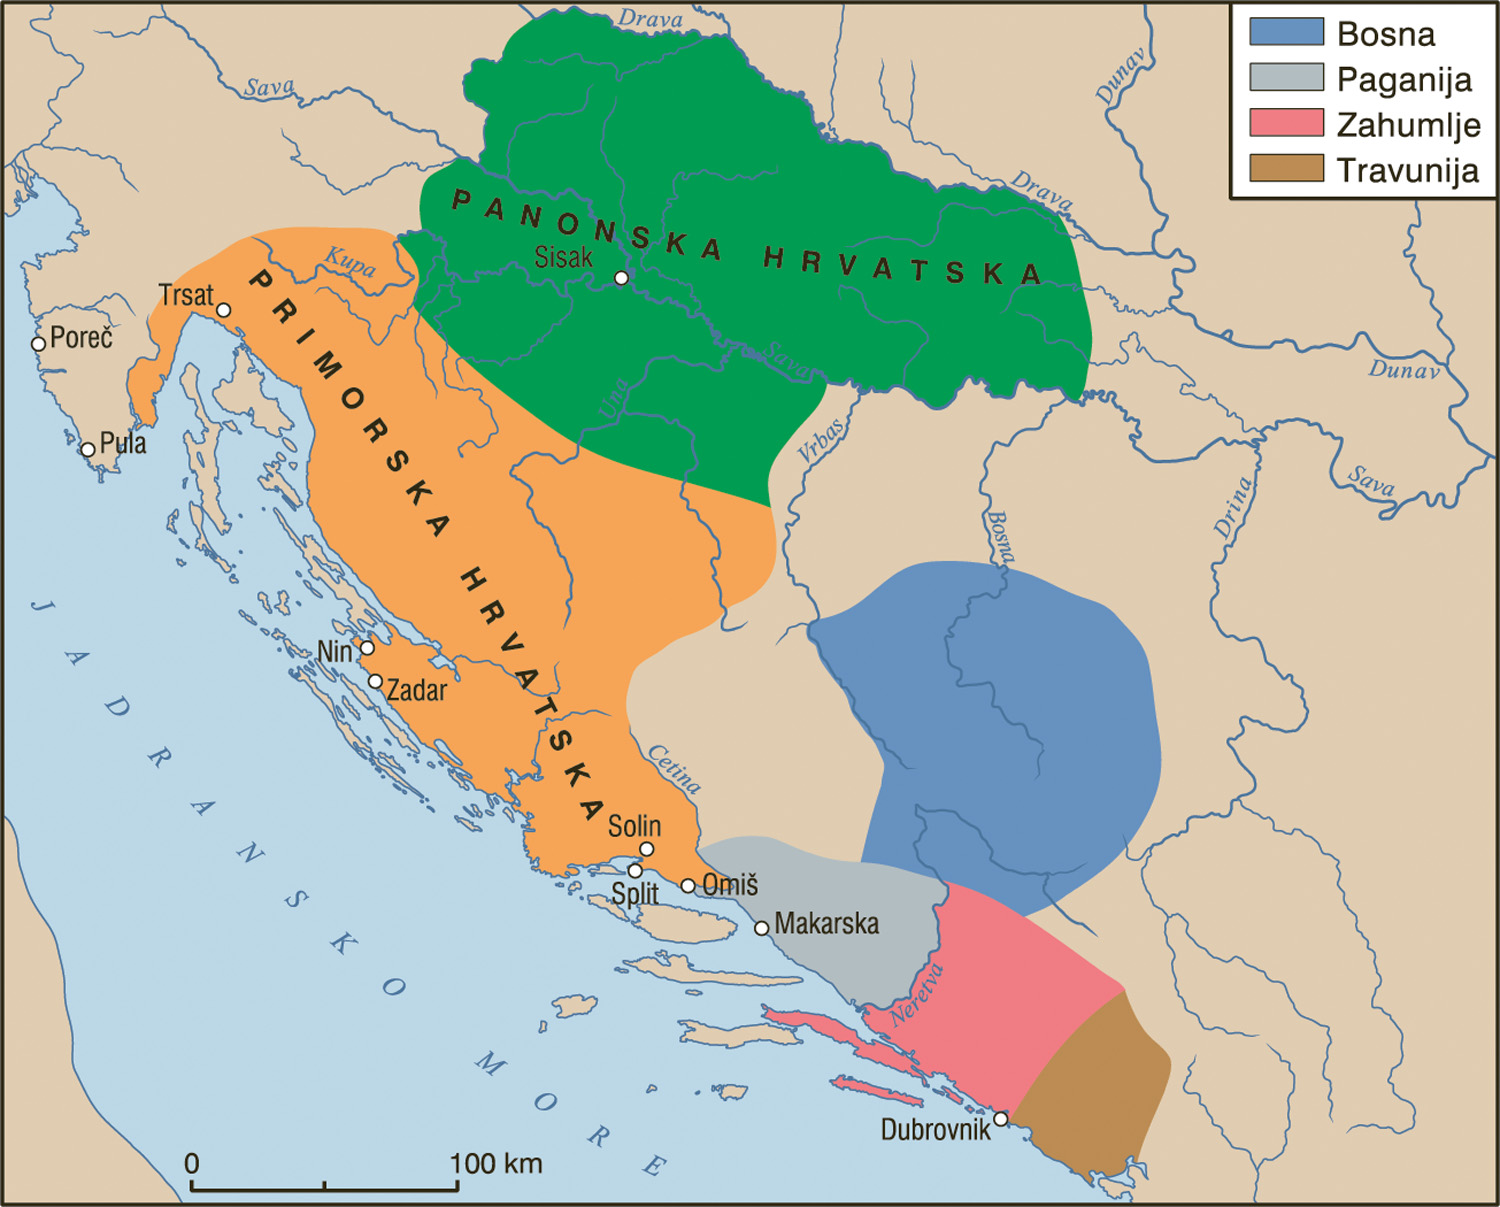 Bosna
Paganija
Zahumlje
Travunija
Drava
Sava
Dunav
Drava
PANONSKA HRVATSKA
Sisak
Kupa
Trsat
PRIMORSKA HRVATSKA
Poreč
Sava
Dunav
Una
Pula
Vrbas
Sava
Drina
Bosna
JADRANSKO MORE
Nin
Zadar
Cetina
Solin
Split
Omiš
Makarska
Neretva
Dubrovnik
0 100 km